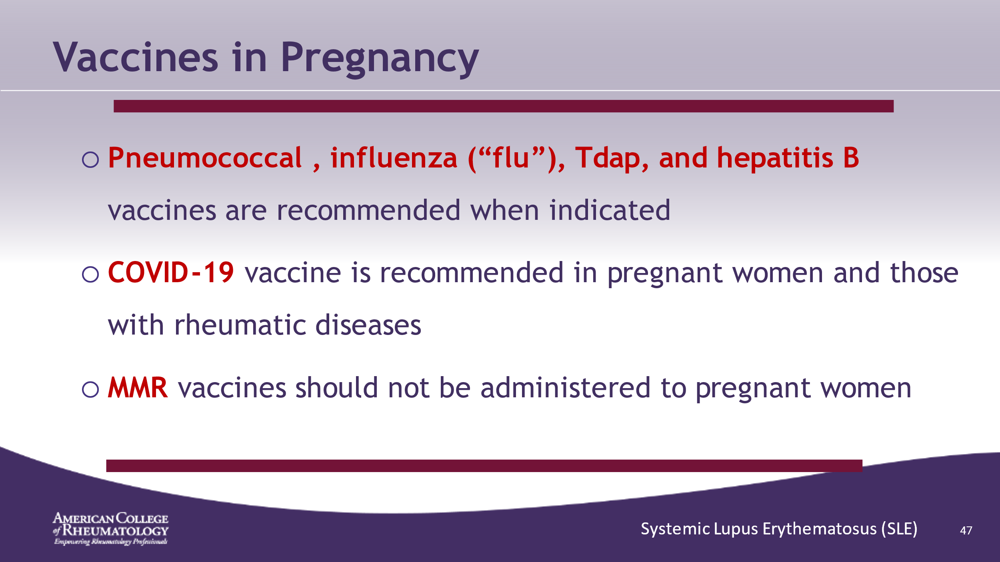 Vaccines in Pregnancy
○ Pneumococcal , influenza (“flu”), Tdap, and hepatitis B
vaccines are recommended when indicated
○ COVID-19 vaccine is recommended in pregnant women and those
with rheumatic diseases
○ MMR vaccines should not be administered to pregnant women
AMERICAN COLLEGE
of RHEUMATOLOGY
Empowering Rheumatology Professionals
Systemic Lupus Erythematosus (SLE)
47